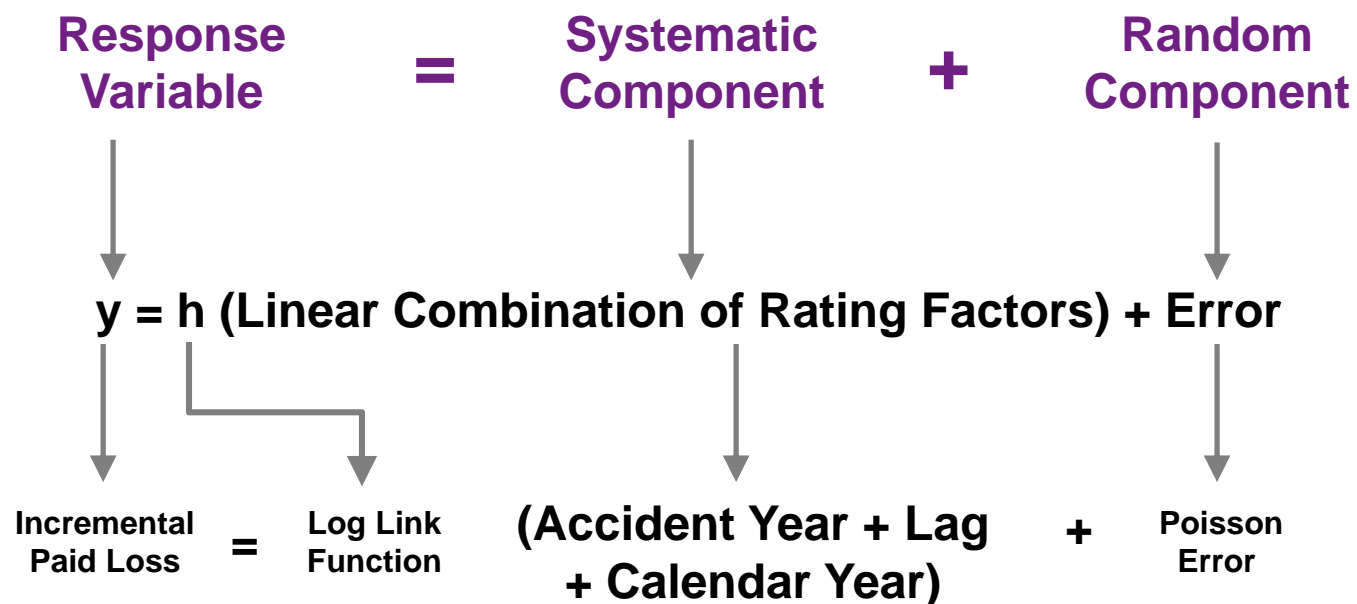 Response Variable = Systematic Component + Random Component
y = h (Linear Combination of Rating Factors) + Error
Incremental Paid Loss = Log Link Function (Accident Year + Lag + Calendar Year) + Poisson Error